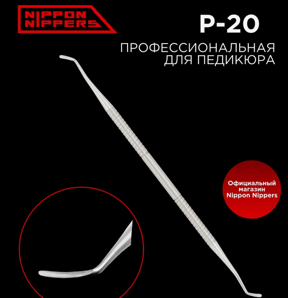 NIPPON
NIPPERS
P-20
ПРОФЕССИОНАЛЬНАЯ
ДЛЯ ПЕДИКЮРА
Официальный
магазин
Nippon Nippers